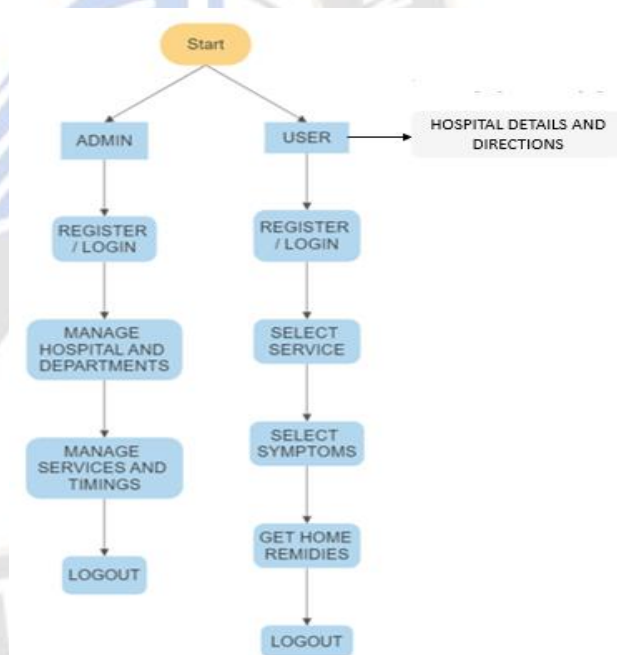 Start
ADMIN
USER
HOSPITAL DETAILS AND
DIRECTIONS
REGISTER
/ LOGIN
REGISTER
/ LOGIN
MANAGE
HOSPITAL AND
DEPARTMENTS
SELECT
SERVICE
MANAGE
SERVICES AND
TIMINGS
SELECT
SYMPTOMS
GET HOME
REMIDIES
LOGOUT
LOGOUT